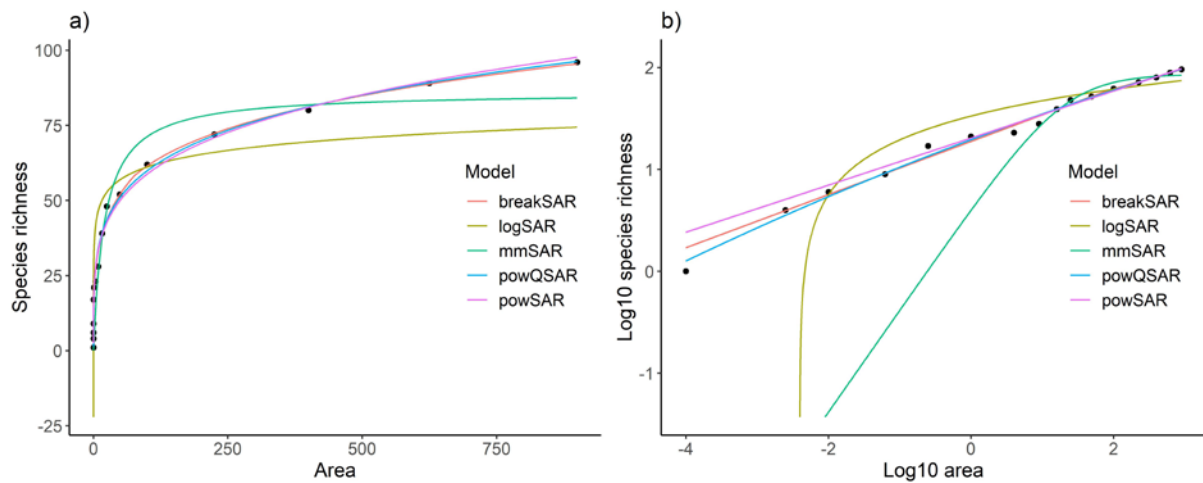 a)
100
75
50
25
0
-25
Species richness
0
250
500
750
Area
Model
breakSAR
logSAR
mmSAR
powQSAR
powSAR
b)
2
1
0
-1
Log10 species richness
-4
-2
0
2
Log10 area
Model
breakSAR
logSAR
mmSAR
powQSAR
powSAR